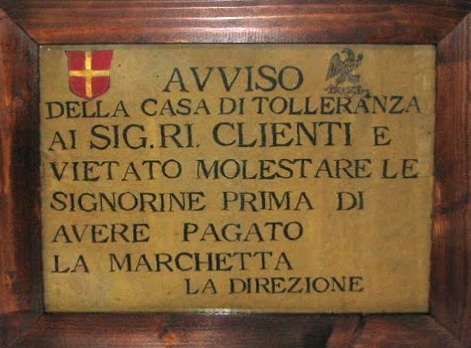 AVVISO
DELLA CASA DI TOLLERANZA
AI SIG.RI. CLIENTI E
VIETATO MOLESTARE LE
SIGNORINE PRIMA DI
AVERE PAGATO
LA MARCHETTA
LA DIREZIONE